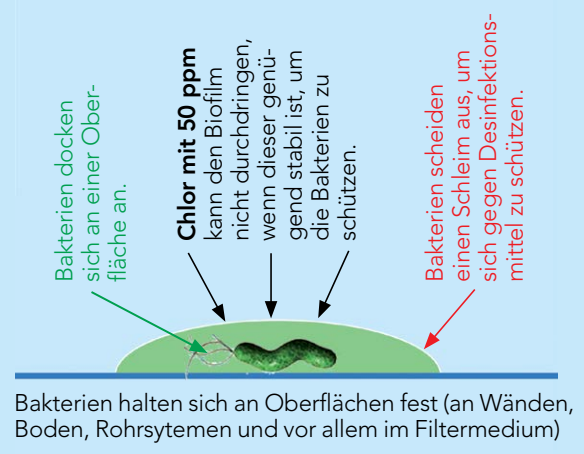 Bakterien docken
sich an einer Ober-
fläche an.
Chlor mit 50 ppm
kann den Biofilm
nicht durchdringen,
wenn dieser genü-
gend stabil ist, um
die Bakterien zu
schützen.
Bakterien scheiden
einen Schleim aus, um
sich gegen Desinfektions-
mittel zu schützen.
Bakterien halten sich an Oberflächen fest (an Wänden,
Boden, Rohrsytemen und vor allem im Filtermedium)